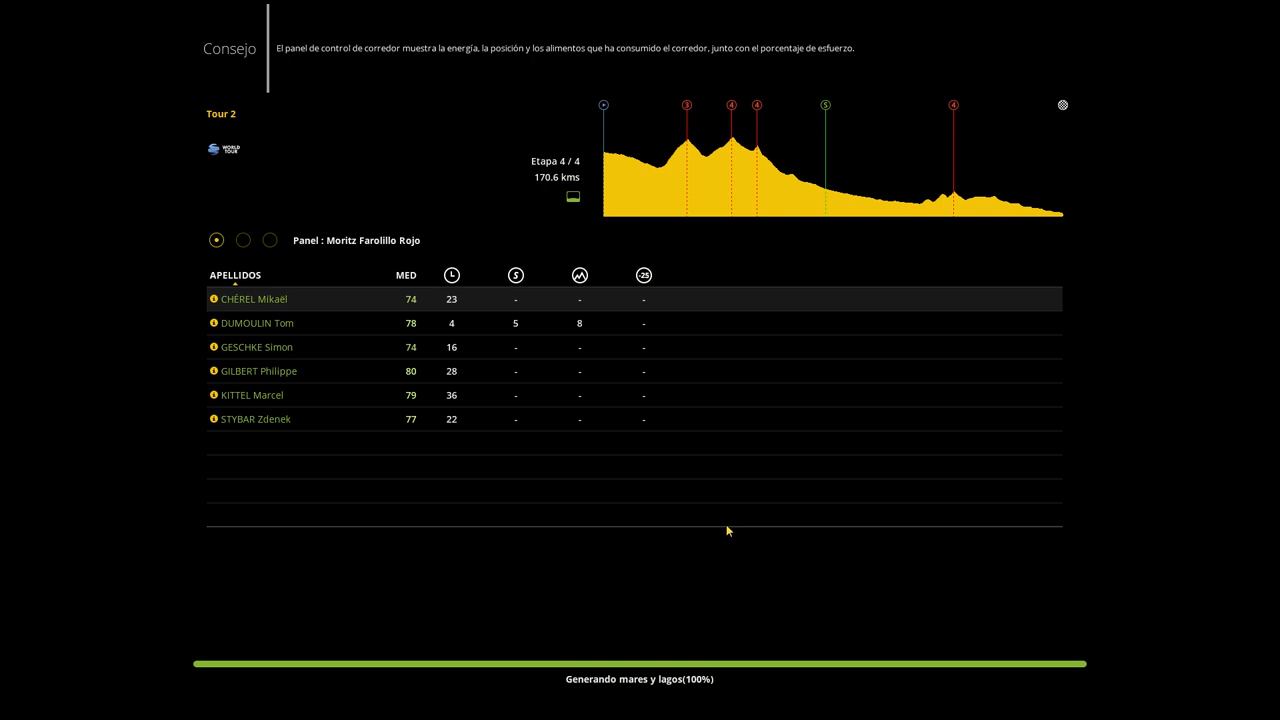 Consejo
El panel de control de corredor muestra la energía, la posición y los alimentos que ha consumido el corredor, junto con el porcentaje de esfuerzo.
Tour 2
WORLD TOUR
Etapa 4 / 4
170.6 kms
3 4 4 S 4
Panel : Moritz Farolillo Rojo
APELLIDOS MED S -25
CHÉREL Mikaël 74 23 - - -
DUMOULIN Tom 78 4 5 8 -
GESCHKE Simon 74 16 - - -
GILBERT Philippe 80 28 - - -
KITTEL Marcel 79 36 - - -
STYBAR Zdenek 77 22 - - -
Generando mares y lagos(100%)